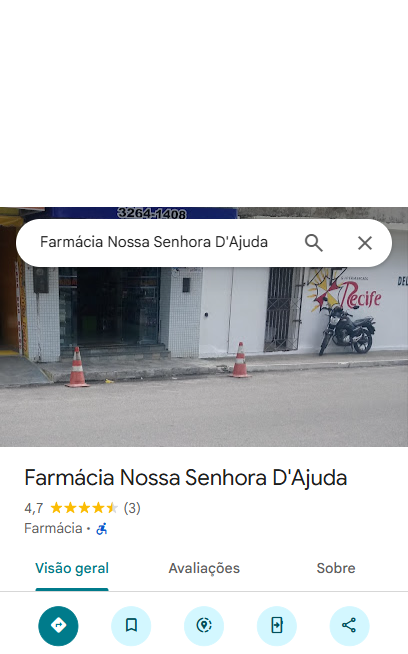 3264-1408
Farmácia Nossa Senhora D'Ajuda
Recife
Farmácia Nossa Senhora D'Ajuda
4,7 (3)
Farmácia ·
Visão geral
Avaliações
Sobre